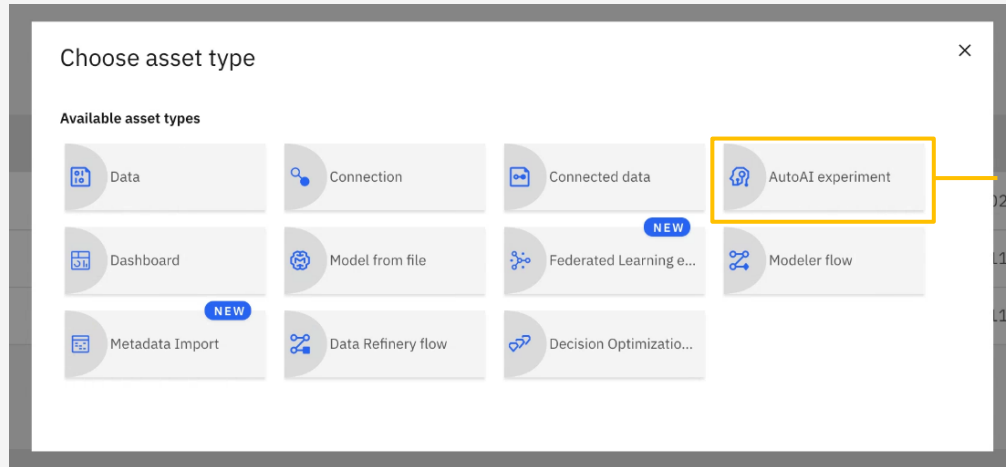 Choose asset type
Available asset types
Data
Connection
Connected data
AutoAI experiment
NEW
Dashboard
Model from file
Federated Learning e...
Modeler flow
NEW
Metadata Import
Data Refinery flow
Decision Optimizatio...